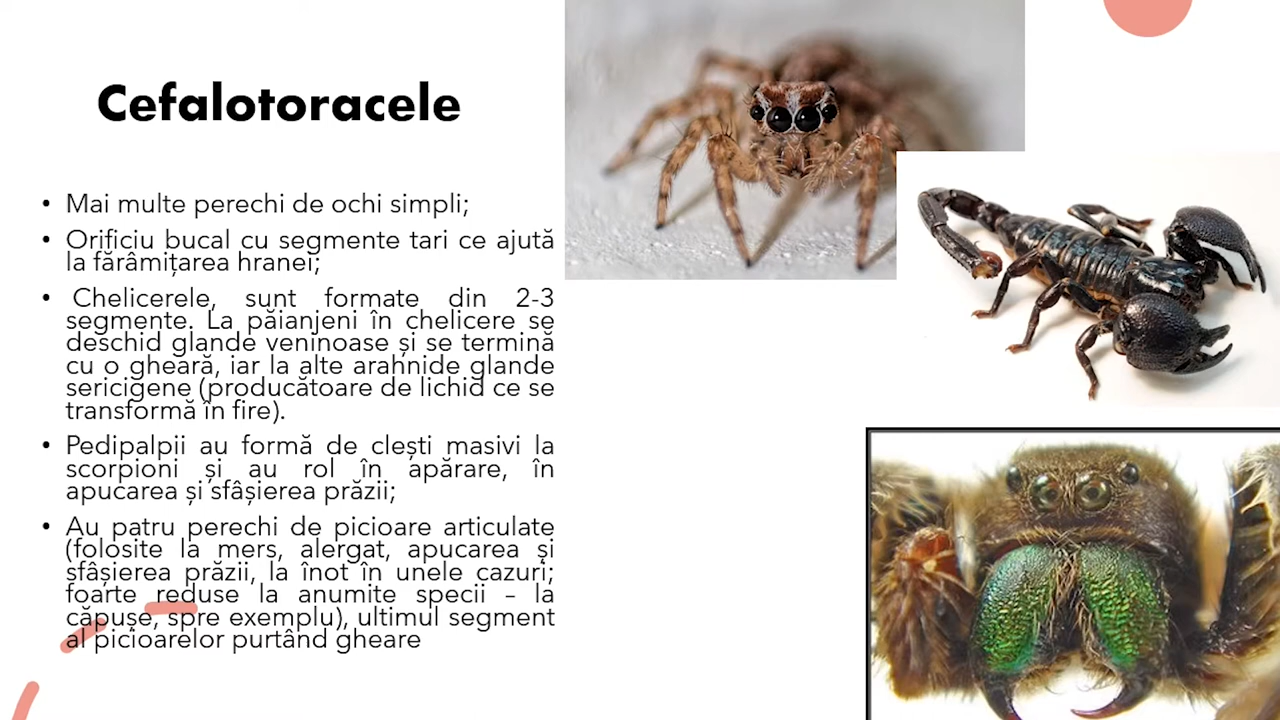 Cefalotoracele
• Mai multe perechi de ochi simpli;
• Orificiu bucal cu segmente tari ce ajută
la fărâmițarea hranei;
• Chelicerele, sunt formate din 2-3
segmente. La păianjeni în chelicere se
deschid glande veninoase și se termină
cu o gheară, iar la alte arahnide glande
sericigene (producătoare de lichid ce se
transformă în fire).
• Pedipalpii au formă de clești masivi la
scorpioni și au rol în apărare, în
apucarea și sfâșierea prăzii;
• Au patru perechi de picioare articulate
(folosite la mers, alergat, apucarea și
sfâșierea prăzii, la înot în unele cazuri;
foarte reduse la anumite specii – la
căpușe, spre exemplu), ultimul segment
al picioarelor purtând gheare